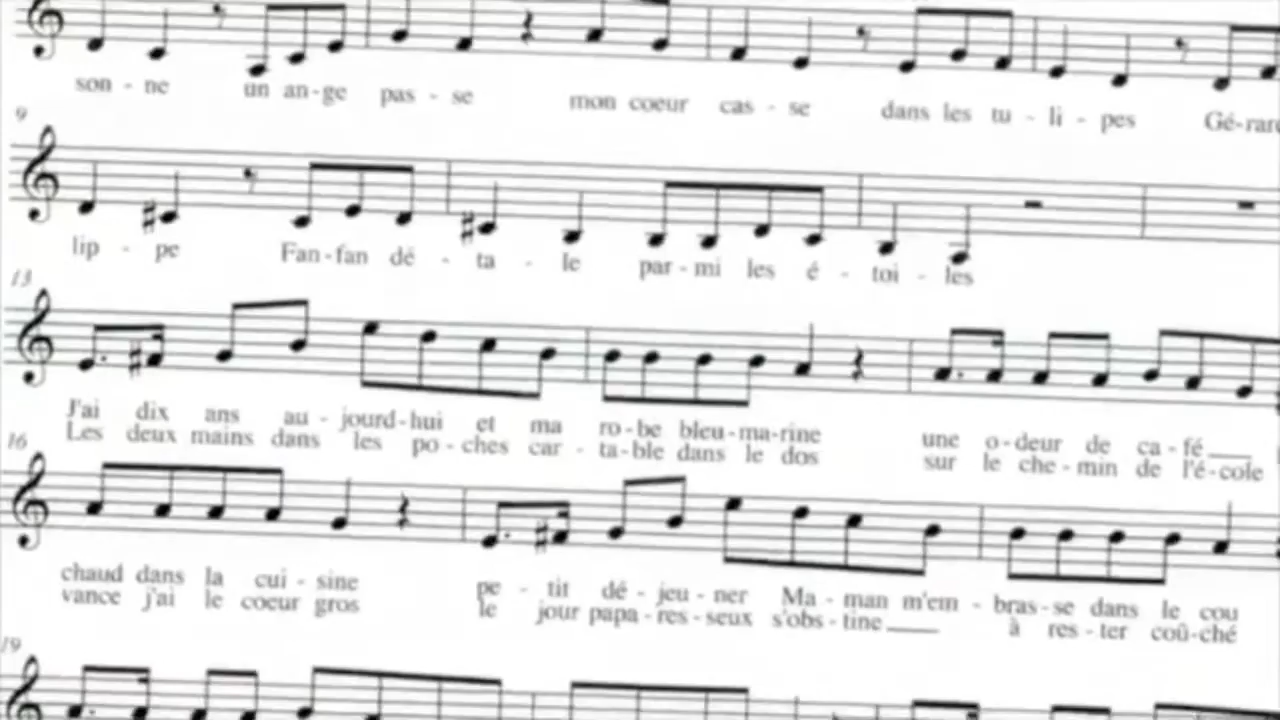 son - ne un an-ge pas - se mon coeur cas - se dans les tu - li - pes Gé-rard
9
lip - pe Fan-fan dé - ta - le par-mi les é - toi - les
13
J'ai dix ans au - jourd-hui et ma ro-be bleu-ma-rine une o-deur de ca-fé___
Les deux mains dans les po-ches car - ta-ble dans le dos sur le che-min de l'é-cole
16
chaud dans la cui - sine pe - tit dé - jeu - ner Ma - man m'em - bras-se dans le cou
vance j'ai le coeur gros le jour papa-res-seux s'obs-tine___ à res-ter coû-ché
19